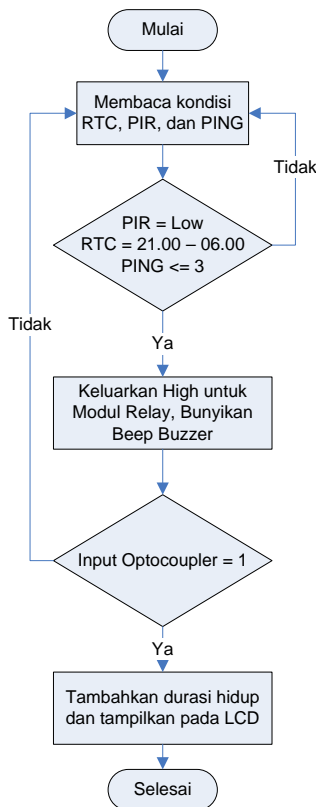 Mulai
Membaca kondisi
RTC, PIR, dan PING
Tidak
PIR = Low
RTC = 21.00 – 06.00
PING <= 3
Tidak
Ya
Keluarkan High untuk
Modul Relay, Bunyikan
Beep Buzzer
Input Optocoupler = 1
Ya
Tambahkan durasi hidup
dan tampilkan pada LCD
Selesai